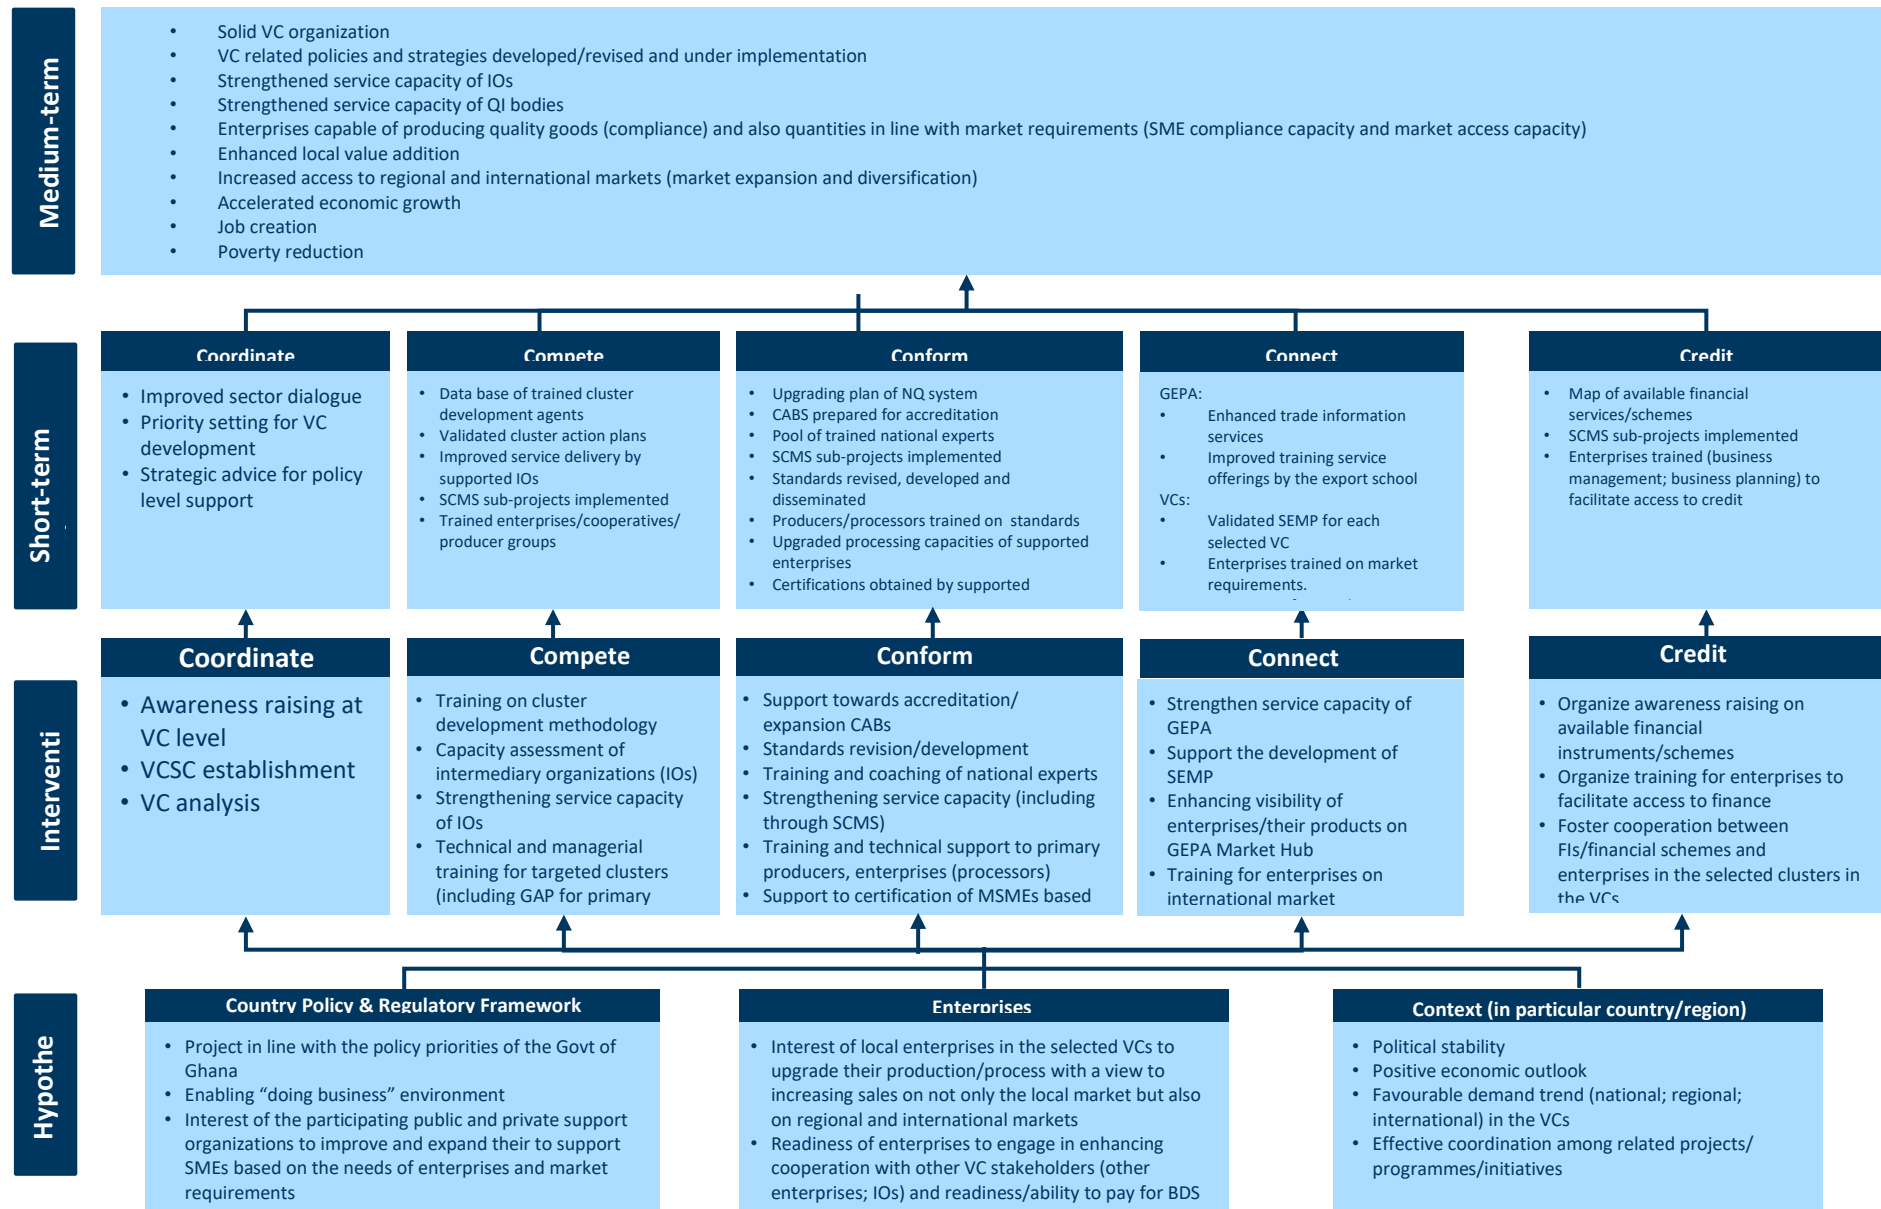 Medium-term
• Solid VC organization
• VC related policies and strategies developed/revised and under implementation
• Strengthened service capacity of IOs
• Strengthened service capacity of QI bodies
• Enterprises capable of producing quality goods (compliance) and also quantities in line with market requirements (SME compliance capacity and market access capacity)
• Enhanced local value addition
• Increased access to regional and international markets (market expansion and diversification)
• Accelerated economic growth
• Job creation
• Poverty reduction
Short-term
Coordinate
• Improved sector dialogue
• Priority setting for VC
development
• Strategic advice for policy
level support
Compete
• Data base of trained cluster
development agents
• Validated cluster action plans
• Improved service delivery by
supported IOs
• SCMS sub-projects implemented
• Trained enterprises/cooperatives/
producer groups
Conform
• Upgrading plan of NQ system
• CABS prepared for accreditation
• Pool of trained national experts
• SCMS sub-projects implemented
• Standards revised, developed and
disseminated
• Producers/processors trained on standards
• Upgraded processing capacities of supported
enterprises
• Certifications obtained by supported
Connect
GEPA:
• Enhanced trade information
services
• Improved training service
offerings by the export school
VCs:
• Validated SEMP for each
selected VC
• Enterprises trained on market
requirements.
Credit
• Map of available financial
services/schemes
• SCMS sub-projects implemented
• Enterprises trained (business
management; business planning) to
facilitate access to credit
Interventi
Coordinate
• Awareness raising at
VC level
• VCSC establishment
• VC analysis
Compete
• Training on cluster
development methodology
• Capacity assessment of
intermediary organizations (IOs)
• Strengthening service capacity
of IOs
• Technical and managerial
training for targeted clusters
(including GAP for primary
Conform
• Support towards accreditation/
expansion CABs
• Standards revision/development
• Training and coaching of national experts
• Strengthening service capacity (including
through SCMS)
• Training and technical support to primary
producers, enterprises (processors)
• Support to certification of MSMEs based
Connect
• Strengthen service capacity of
GEPA
• Support the development of
SEMP
• Enhancing visibility of
enterprises/their products on
GEPA Market Hub
• Training for enterprises on
international market
Credit
• Organize awareness raising on
available financial
instruments/schemes
• Organize training for enterprises to
facilitate access to finance
• Foster cooperation between
FIs/financial schemes and
enterprises in the selected clusters in
the VCs
Hypothe
Country Policy & Regulatory Framework
• Project in line with the policy priorities of the Govt of
Ghana
• Enabling “doing business” environment
• Interest of the participating public and private support
organizations to improve and expand their to support
SMEs based on the needs of enterprises and market
requirements
Enterprises
• Interest of local enterprises in the selected VCs to
upgrade their production/process with a view to
increasing sales on not only the local market but also
on regional and international markets
• Readiness of enterprises to engage in enhancing
cooperation with other VC stakeholders (other
enterprises; IOs) and readiness/ability to pay for BDS
Context (in particular country/region)
• Political stability
• Positive economic outlook
• Favourable demand trend (national; regional;
international) in the VCs
• Effective coordination among related projects/
programmes/initiatives